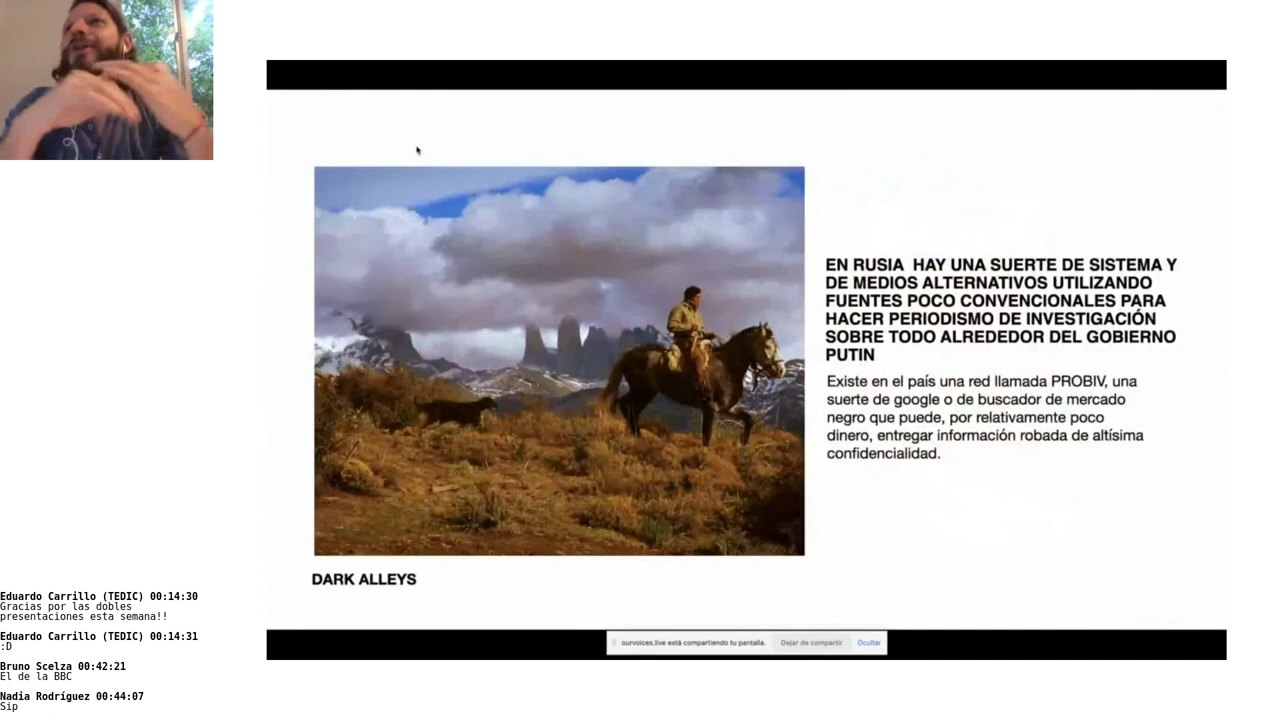 EN RUSIA  HAY UNA SUERTE DE SISTEMA Y
DE MEDIOS ALTERNATIVOS UTILIZANDO
FUENTES POCO CONVENCIONALES PARA
HACER PERIODISMO DE INVESTIGACIÓN
SOBRE TODO ALREDEDOR DEL GOBIERNO
PUTIN
Existe en el país una red llamada PROBIV, una
suerte de google o de buscador de mercado
negro que puede, por relativamente poco
dinero, entregar información robada de altísima
confidencialidad.
DARK ALLEYS
ourvoices.live está compartiendo tu pantalla.
Dejar de compartir
Ocultar
Eduardo Carrillo (TEDIC) 00:14:30
Gracias por las dobles
presentaciones esta semana!!
Eduardo Carrillo (TEDIC) 00:14:31
:D
Bruno Scelza 00:42:21
El de la BBC
Nadia Rodríguez 00:44:07
Sip